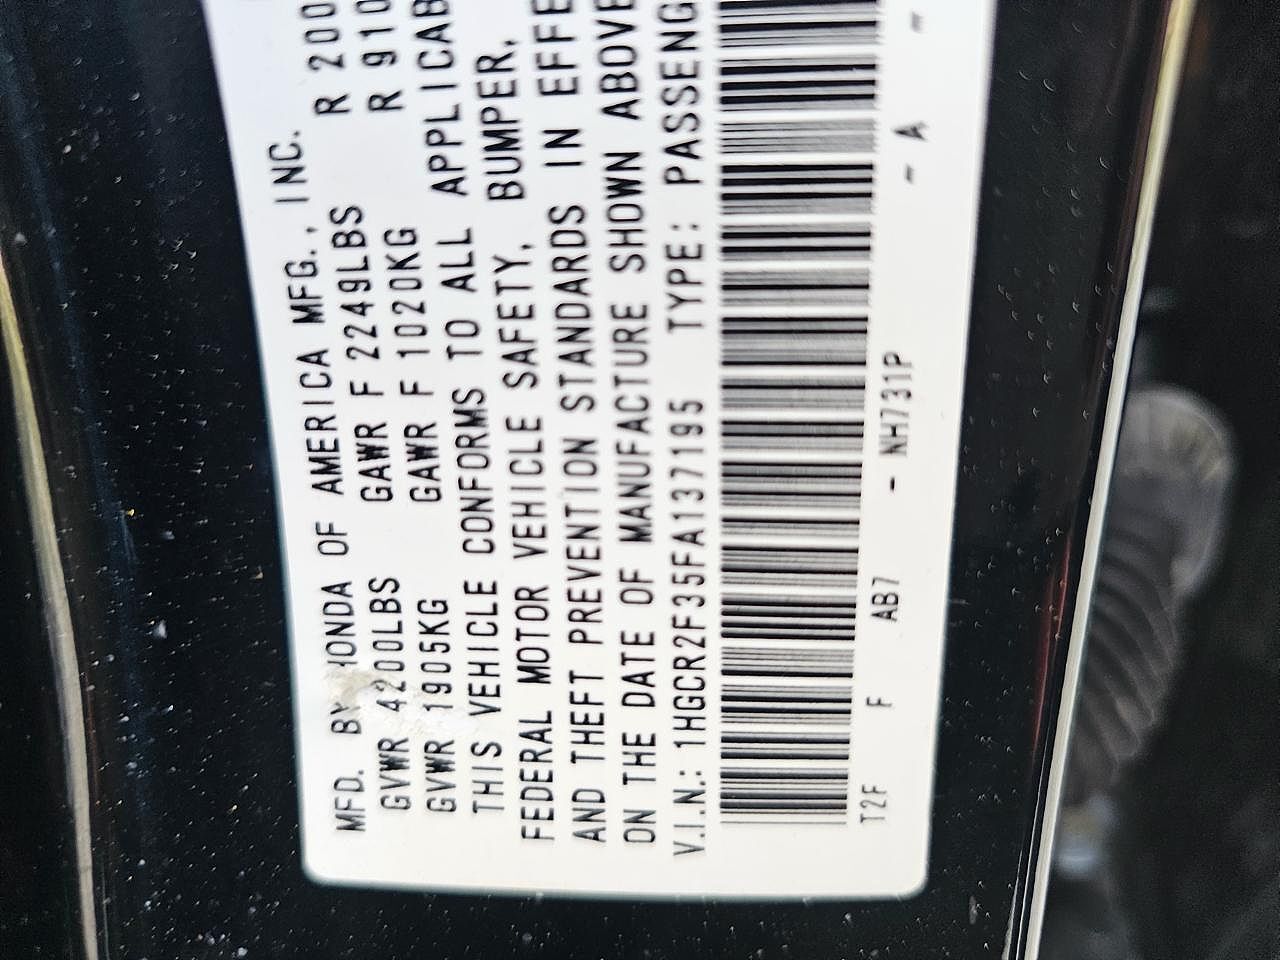 MFD. BY HONDA OF AMERICA MFG., INC.
GVWR 4200LBS GAWR F 2249LBS R 200
GVWR 1905KG GAWR F 1020KG R 910
THIS VEHICLE CONFORMS TO ALL APPLICAB
FEDERAL MOTOR VEHICLE SAFETY, BUMPER,
AND THEFT PREVENTION STANDARDS IN EFFE
ON THE DATE OF MANUFACTURE SHOWN ABOVE
V.I.N.: 1HGCR2F35FA137195 TYPE: PASSENG
T2F F AB7 - NH731P - A -